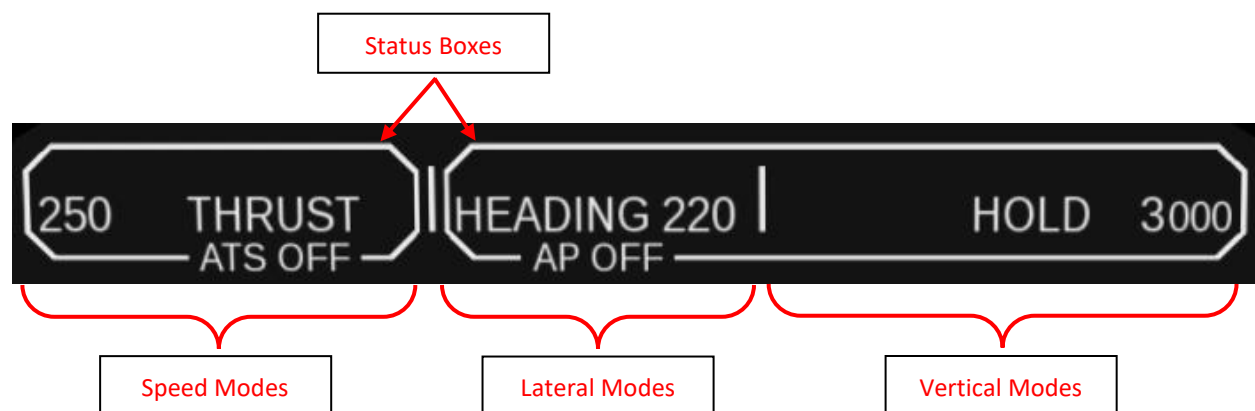 Status Boxes
250 THRUST HEADING 220 HOLD 3000
ATS OFF AP OFF
Speed Modes Lateral Modes Vertical Modes